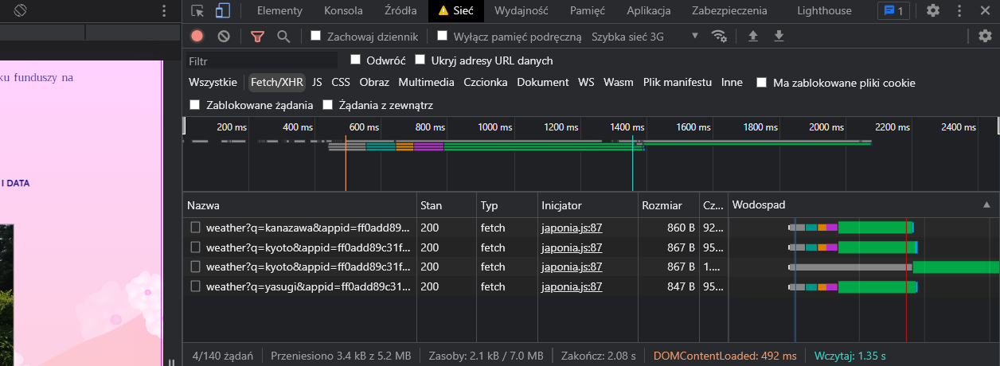 Elementy Konsola Źródła Sieć Wydajność Pamięć Aplikacja Zabezpieczenia Lighthouse 1
Zachowaj dziennik Wyłącz pamięć podręczną Szybka sieć 3G
ku funduszy na
Filtr Odwróć Ukryj adresy URL danych
Wszystkie Fetch/XHR JS CSS Obraz Multimedia Czcionka Dokument WS Wasm Plik manifestu Inne Ma zablokowane pliki cookie
Zablokowane żądania Żądania z zewnątrz
200 ms 400 ms 600 ms 800 ms 1000 ms 1200 ms 1400 ms 1600 ms 1800 ms 2000 ms 2200 ms 2400 ms
I DATA
Nazwa Stan Typ Inicjator Rozmiar Cz... Wodospad
weather?q=kanazawa&appid=ff0add89... 200 fetch japonia.js:87 860 B 92...
weather?q=kyoto&appid=ff0add89c31f... 200 fetch japonia.js:87 867 B 95...
weather?q=kyoto&appid=ff0add89c31f... 200 fetch japonia.js:87 867 B 1....
weather?q=yasugi&appid=ff0add89c31... 200 fetch japonia.js:87 847 B 95...
4/140 żądań Przeniesiono 3.4 kB z 5.2 MB Zasoby: 2.1 kB / 7.0 MB Zakończ: 2.08 s DOMContentLoaded: 492 ms Wczytaj: 1.35 s